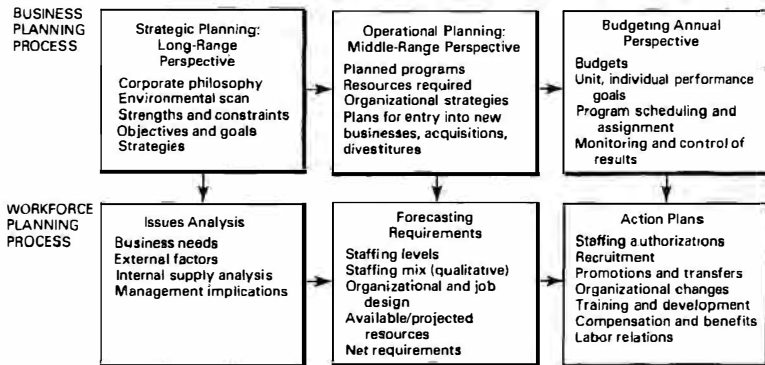 BUSINESS
PLANNING
PROCESS
Strategic Planning:
Long-Range
Perspective
Corporate philosophy
Environmental scan
Strengths and constraints
Objectives and goals
Strategies
Operational Planning:
Middle-Range Perspective
Planned programs
Resources required
Organizational strategies
Plans for entry into new
businesses, acquisitions,
divestitures
Budgeting Annual
Perspective
Budgets
Unit, individual performance
goals
Program scheduling and
assignment
Monitoring and control of
results
WORKFORCE
PLANNING
PROCESS
Issues Analysis
Business needs
External factors
Internal supply analysis
Management implications
Forecasting
Requirements
Staffing levels
Staffing mix (qualitative)
Organizational and job
design
Available/projected
resources
Net requirements
Action Plans
Staffing authorizations
Recruitment
Promotions and transfers
Organizational changes
Training and development
Compensation and benefits
Labor relations